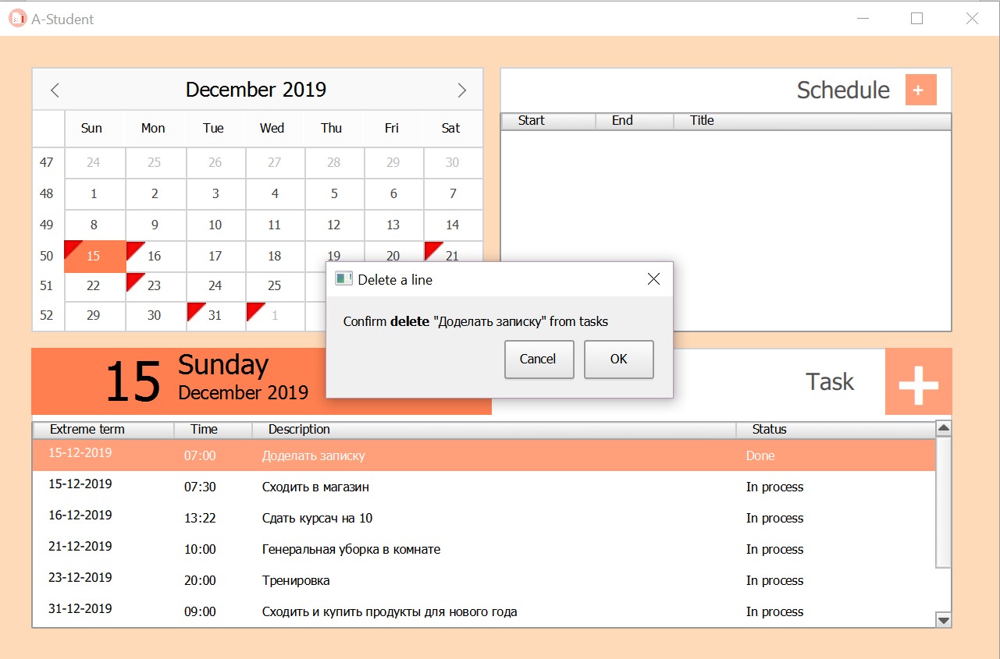 A-Student
December 2019
Sun Mon Tue Wed Thu Fri Sat
47 24 25 26 27 28 29 30
48 1 2 3 4 5 6 7
49 8 9 10 11 12 13 14
50 15 16 17 18 19 20 21
51 22 23 24 25
52 29 30 31 1
Schedule +
Start End Title
Delete a line
Confirm delete "Доделать записку" from tasks
Cancel OK
15 Sunday
December 2019
Task
Extreme term Time Description Status
15-12-2019 07:00 Доделать записку Done
15-12-2019 07:30 Сходить в магазин In process
16-12-2019 13:22 Сдать курсач на 10 In process
21-12-2019 10:00 Генеральная уборка в комнате In process
23-12-2019 20:00 Тренировка In process
31-12-2019 09:00 Сходить и купить продукты для нового года In process